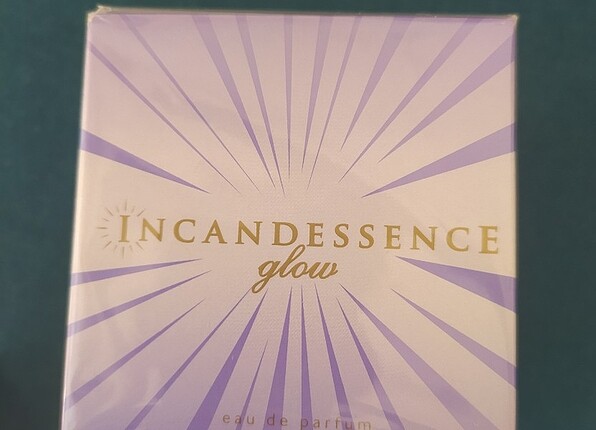 INCANDESSENCE
glow
eau de parfum